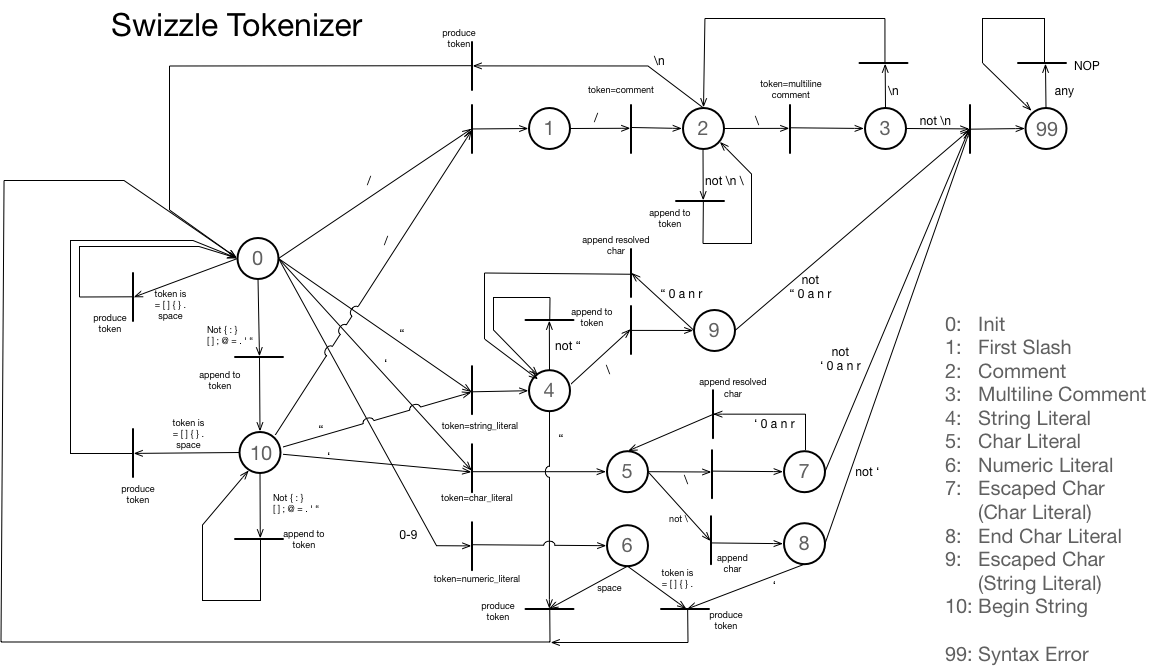 Swizzle Tokenizer
produce
token
\n
token=comment
token=multiline
comment
\n
NOP
any
/
1
/
2
\
3
not \n
99
/
not \n \
append to
token
0
append resolved
char
token is
= [ ] { } .
space
produce
token
“ 0 a n r
not
“ 0 a n r
append to
token
9
Not { : }
[ ] ; @ = . ‘ “
“
‘
not “
\
not
‘ 0 a n r
append to
token
4
append resolved
char
token is
= [ ] { } .
space
“
token=string_literal
‘ 0 a n r
10
‘
“
5
\
7
not ‘
produce
token
token=char_literal
Not { : }
[ ] ; @ = . ‘ “
append to
token
0-9
not \
6
8
append
char
token=numeric_literal
space
token is
= [ ] { } .
‘
produce
token
produce
token
0: Init
1: First Slash
2: Comment
3: Multiline Comment
4: String Literal
5: Char Literal
6: Numeric Literal
7: Escaped Char
(Char Literal)
8: End Char Literal
9: Escaped Char
(String Literal)
10: Begin String
99: Syntax Error